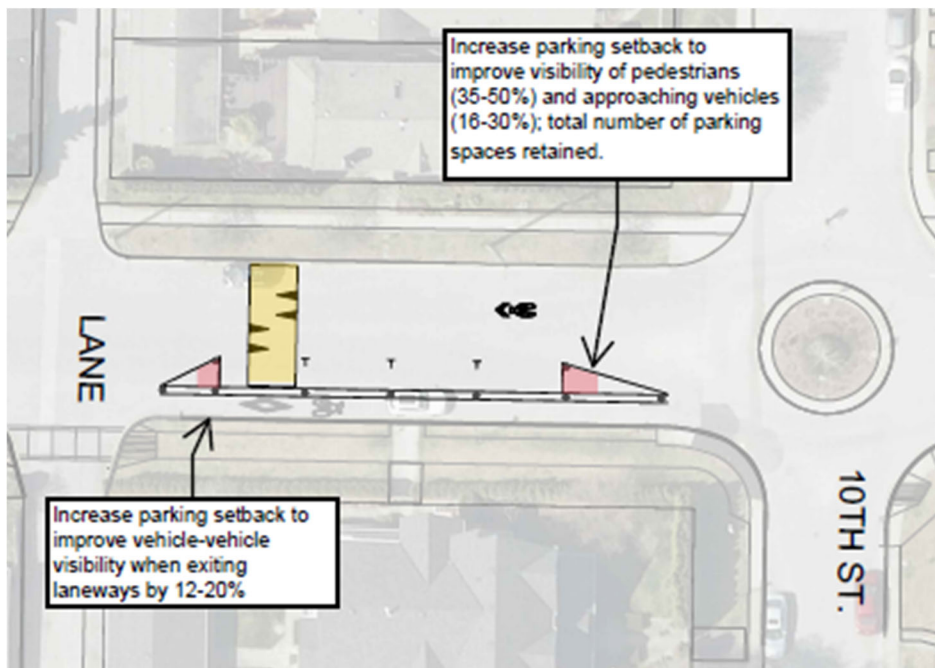 Increase parking setback to
improve visibility of pedestrians
(35-50%) and approaching vehicles
(16-30%); total number of parking
spaces retained.
LANE
10TH ST.
Increase parking setback to
improve vehicle-vehicle
visibility when exiting
laneways by 12-20%